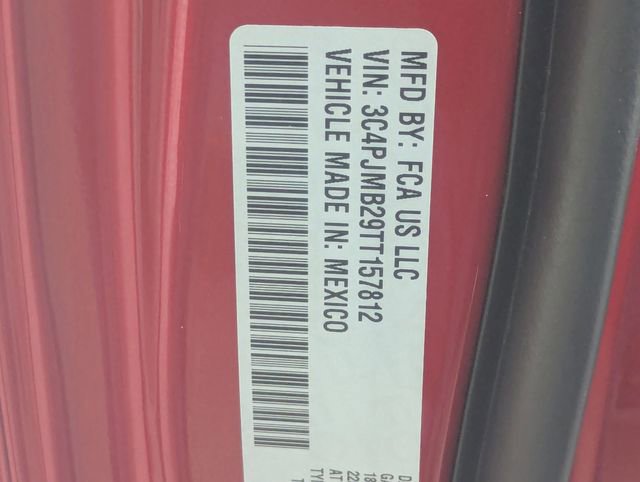 MFD BY: FCA US LLC
VIN: 3C4PJMB29TT157812
VEHICLE MADE IN: MEXICO